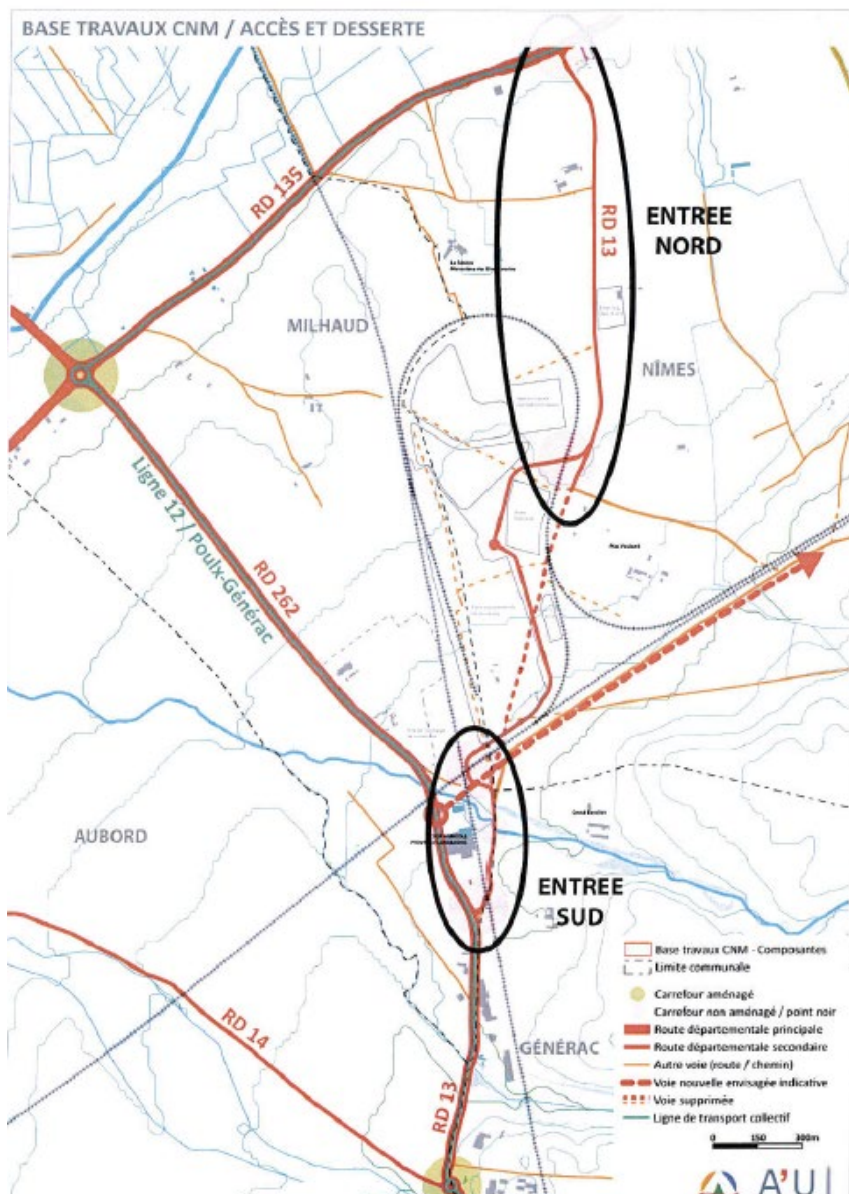 BASE TRAVAUX CNM / ACCÈS ET DESSERTE
RD 135
RD 13
ENTREE
NORD
MILHAUD
NÎMES
Ligne 12 / Poulx-Générac
RD 262
AUBORD
ENTREE
SUD
RD 14
GÉNÉRAC
RD 13
Base travaux CNM - Composantes
Limite communale
Carrefour aménagé
Carrefour non aménagé / point noir
Route départementale principale
Route départementale secondaire
Autre voie (route / chemin)
Voie nouvelle envisagée indicative
Voie supprimée
Ligne de transport collectif
0 150 300m
A'U